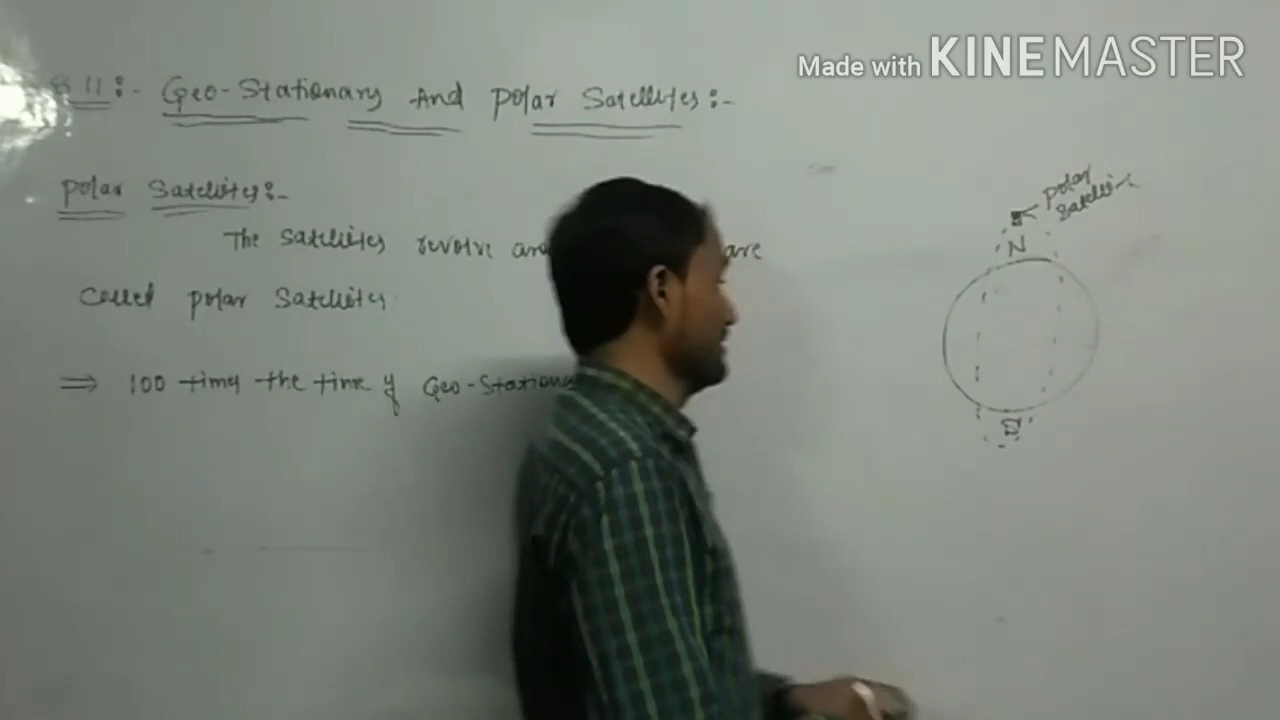 Made with KINEMASTER
8.11:- Geo-Stationary And Polar Satellites:-
Polar Satellites:-
The Satellites revolve are
Called polar Satellites
⇒ 100 times the time of Geo-Stationa
Polar
Satellite
N
S